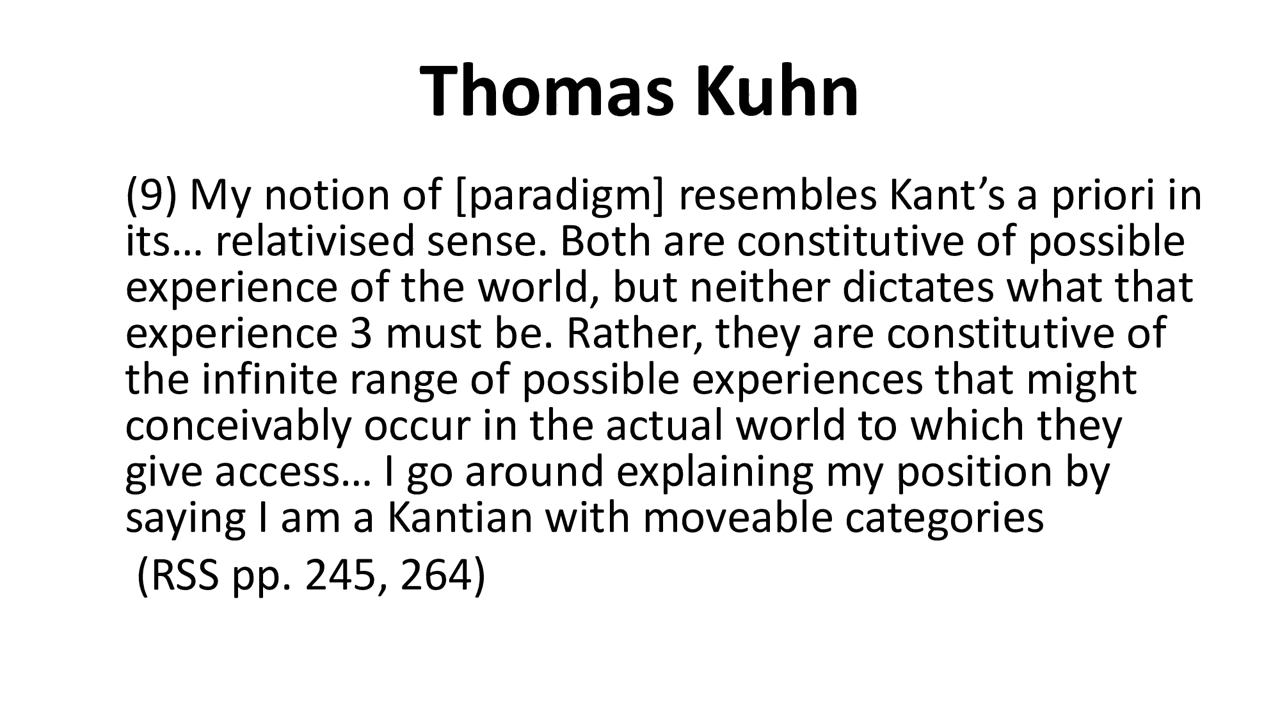 Thomas Kuhn
(9) My notion of [paradigm] resembles Kant’s a priori in
its… relativised sense. Both are constitutive of possible
experience of the world, but neither dictates what that
experience 3 must be. Rather, they are constitutive of
the infinite range of possible experiences that might
conceivably occur in the actual world to which they
give access… I go around explaining my position by
saying I am a Kantian with moveable categories
(RSS pp. 245, 264)